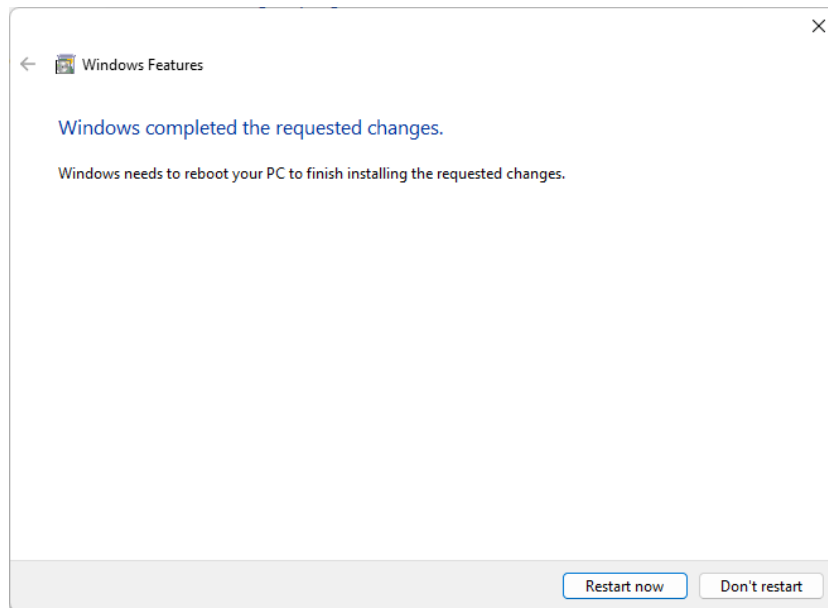 Windows Features
Windows completed the requested changes.
Windows needs to reboot your PC to finish installing the requested changes.
Restart now
Don't restart